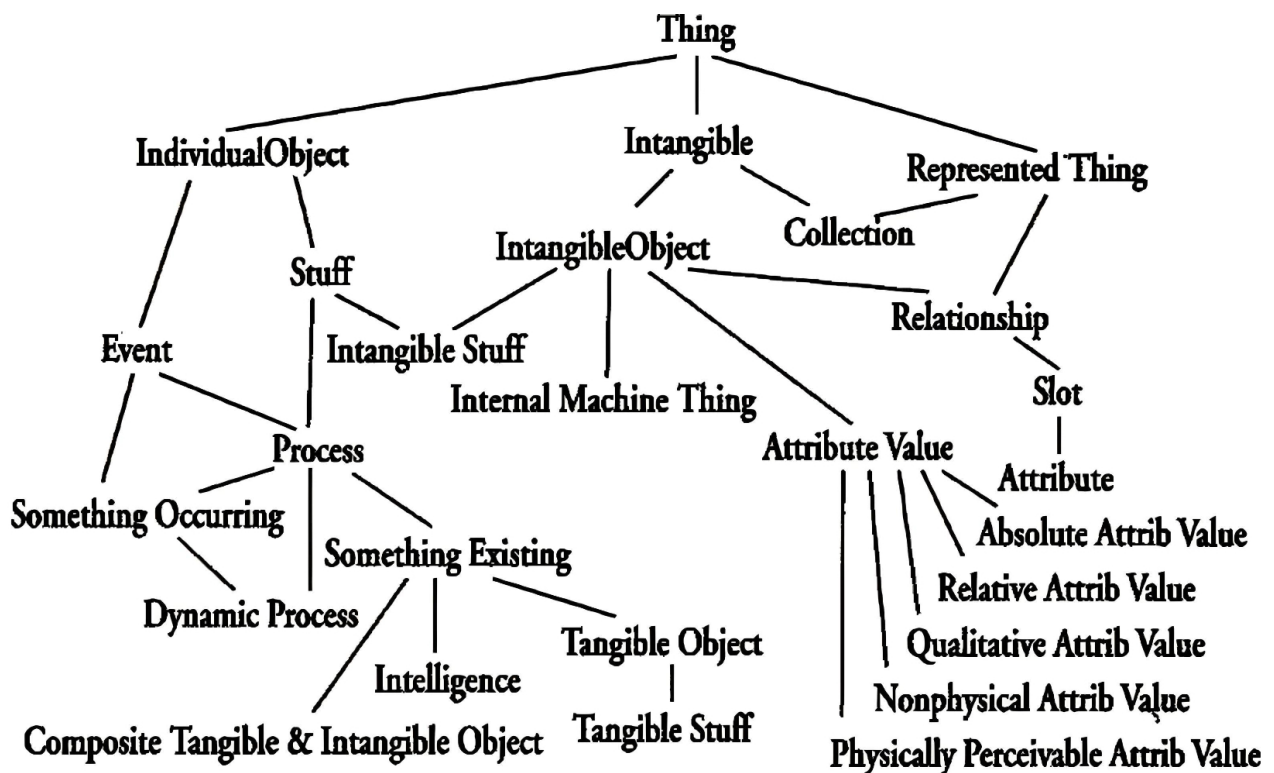 Thing
IndividualObject
Intangible
Represented Thing
Collection
IntangibleObject
Stuff
Relationship
Event
Intangible Stuff
Internal Machine Thing
Slot
Process
Attribute Value
Attribute
Something Occurring
Absolute Attrib Value
Something Existing
Relative Attrib Value
Dynamic Process
Tangible Object
Qualitative Attrib Value
Intelligence
Nonphysical Attrib Value
Tangible Stuff
Composite Tangible & Intangible Object
Physically Perceivable Attrib Value